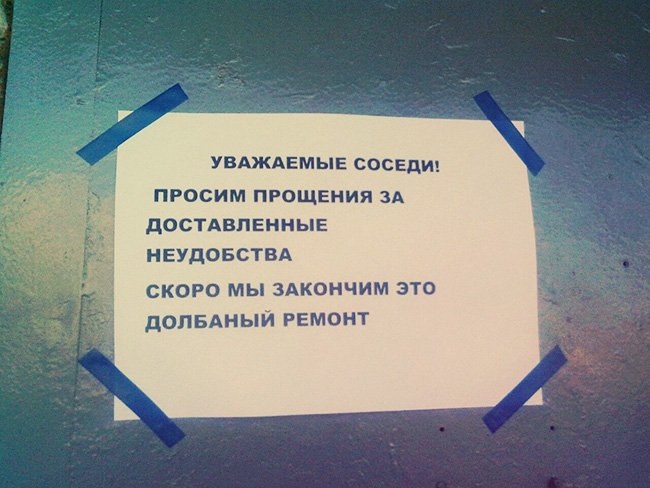 УВАЖАЕМЫЕ СОСЕДИ!
ПРОСИМ ПРОЩЕНИЯ ЗА
ДОСТАВЛЕННЫЕ
НЕУДОБСТВА
СКОРО МЫ ЗАКОНЧИМ ЭТО
ДОЛБАНЫЙ РЕМОНТ